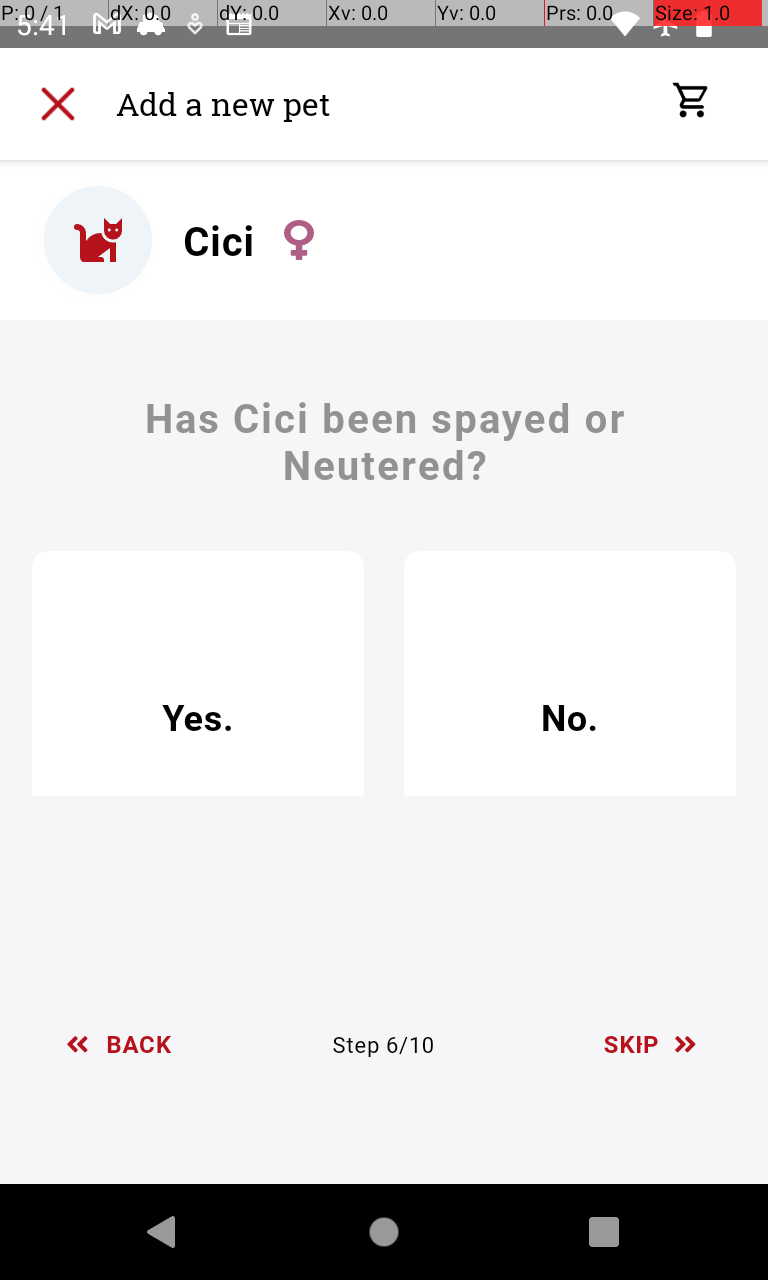 P: 0 / 1 dX: 0.0 dY: 0.0 Xv: 0.0 Yv: 0.0 Prs: 0.0 Size: 1.0
5:41
Add a new pet
Cici
Has Cici been spayed or
Neutered?
Yes. No.
BACK Step 6/10 SKIP